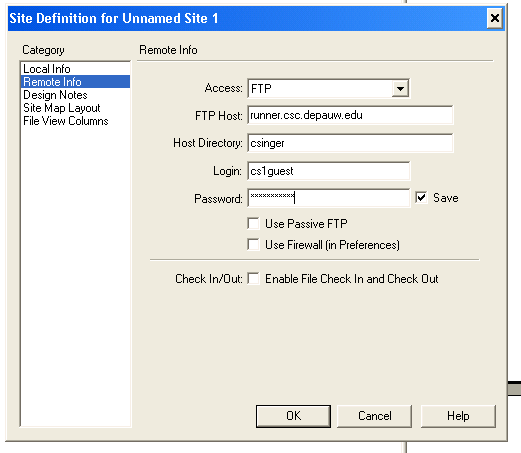 Site Definition for Unnamed Site 1
Category
Local Info
Remote Info
Design Notes
Site Map Layout
File View Columns
Remote Info
Access: FTP
FTP Host: runner.csc.depauw.edu
Host Directory: csinger
Login: cs1guest
Password: xxxxxxxxxxx Save
Use Passive FTP
Use Firewall (in Preferences)
Check In/Out: Enable File Check In and Check Out
OK Cancel Help